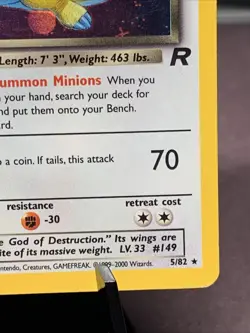 Length: 7' 3", Weight: 463 lbs.
R
ummon Minions When you
your hand, search your deck for
nd put them onto your Bench.
rd.
a coin. If tails, this attack
70
resistance
retreat cost
-30
e God of Destruction." Its wings are
ite of its massive weight. LV. 33 #149
intendo, Creatures, GAMEFREAK. ©1999-2000 Wizards.
5/82 ★